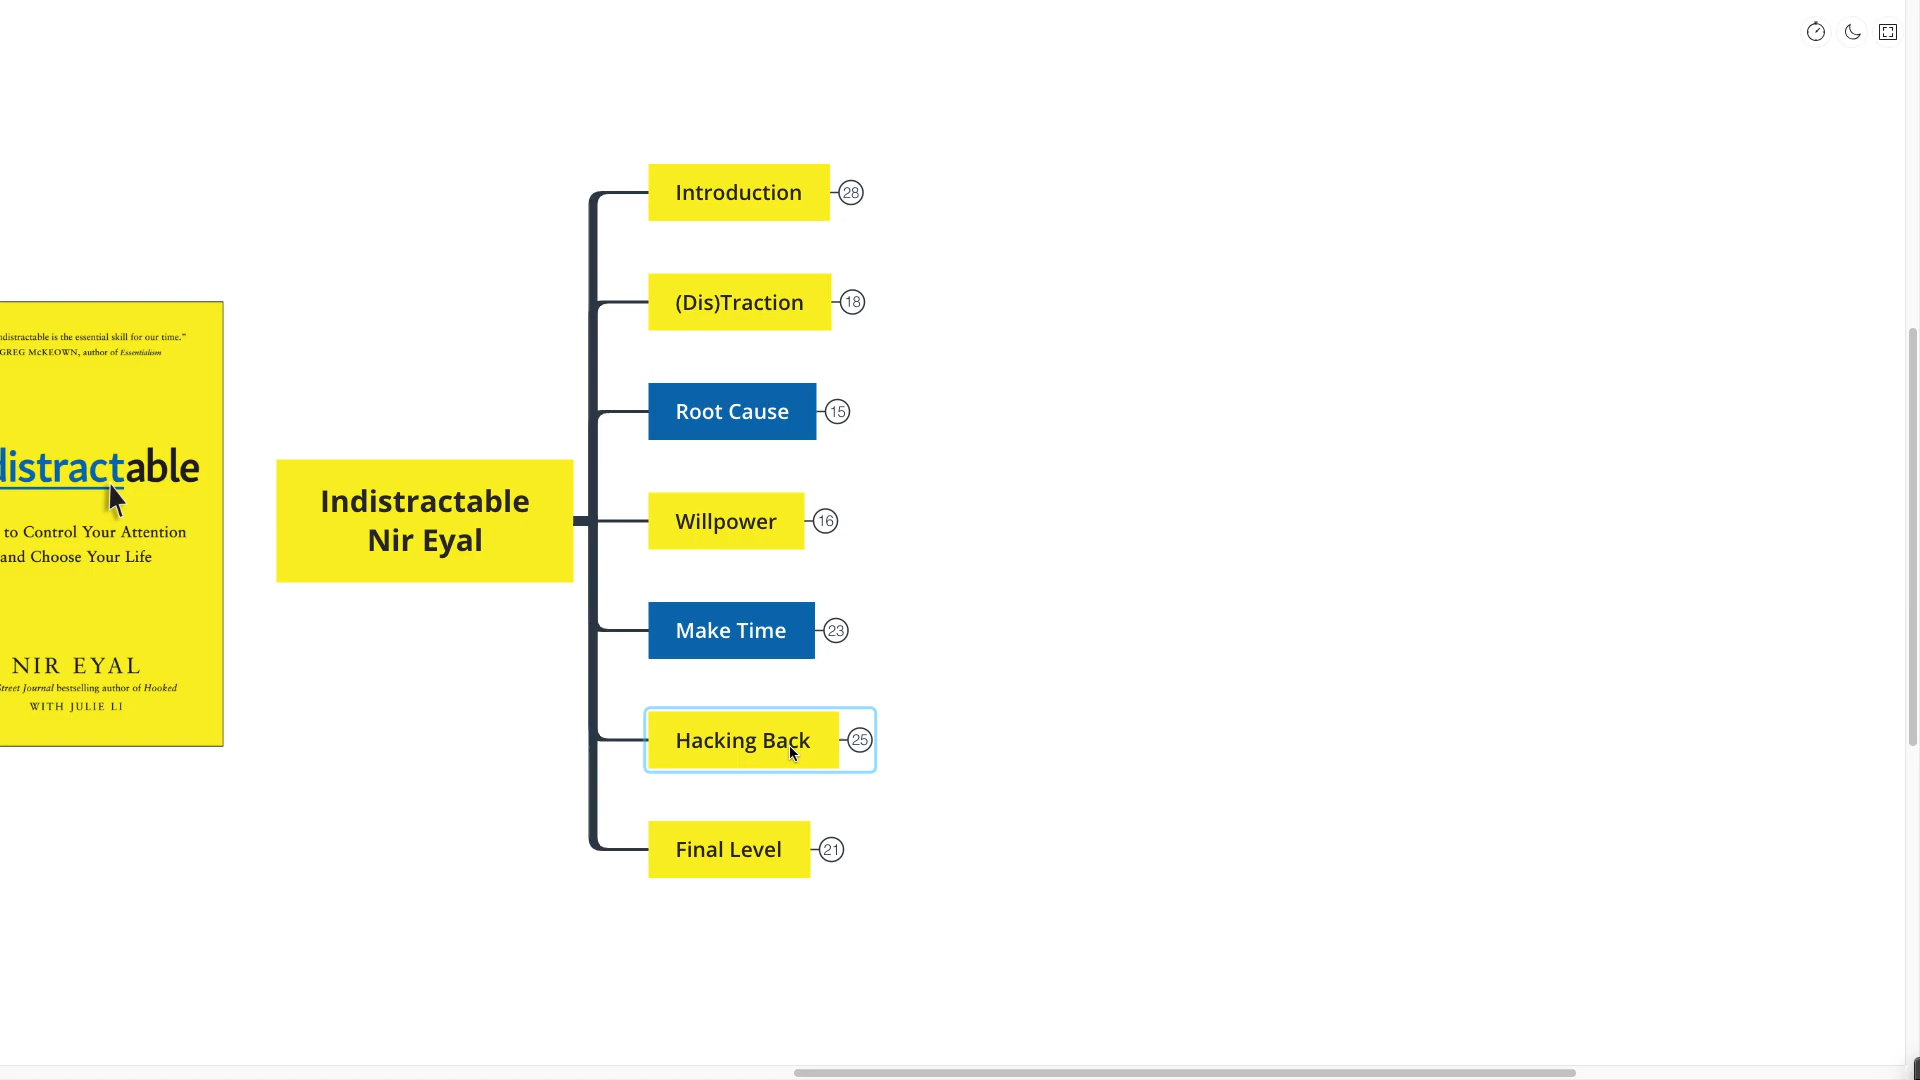 ndistractable is the essential skill for our time."
GREG McKEOWN, author of Essentialism
distractable
to Control Your Attention
and Choose Your Life
NIR EYAL
Street Journal bestselling author of Hooked
WITH JULIE LI
Indistractable
Nir Eyal
Introduction 28
(Dis)Traction 18
Root Cause 15
Willpower 16
Make Time 23
Hacking Back 25
Final Level 21